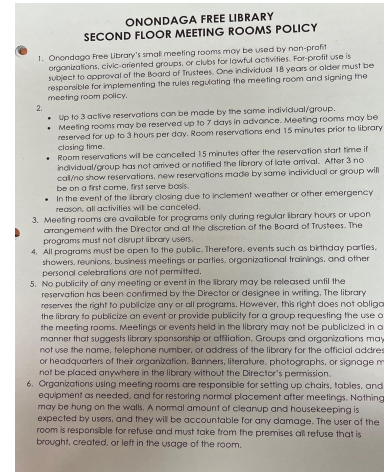 ONONDAGA FREE LIBRARY
SECOND FLOOR MEETING ROOMS POLICY
1. Onondaga Free Library's small meeting rooms may be used by non-profit
organizations, civic-oriented groups, or clubs for lawful activities. For-profit use is
subject to approval of the Board of Trustees. One individual 18 years or older must be
responsible for implementing the rules regulating the meeting room and signing the
meeting room policy.
2.
• Up to 3 active reservations can be made by the same individual/group.
• Meeting rooms may be reserved up to 7 days in advance. Meeting rooms may be
reserved for up to 3 hours per day. Room reservations end 15 minutes prior to library
closing time.
• Room reservations will be cancelled 15 minutes after the reservation start time if
individual/group has not arrived or notified the library of late arrival. After 3 no
call/no show reservations, new reservations made by same individual or group will
be on a first come, first serve basis.
• In the event of the library closing due to inclement weather or other emergency
reason, all activities will be canceled.
3. Meeting rooms are available for programs only during regular library hours or upon
arrangement with the Director and at the discretion of the Board of Trustees. The
programs must not disrupt library users.
4. All programs must be open to the public. Therefore, events such as birthday parties,
showers, reunions, business meetings or parties, organizational trainings, and other
personal celebrations are not permitted.
5. No publicity of any meeting or event in the library may be released until the
reservation has been confirmed by the Director or designee in writing. The library
reserves the right to publicize any or all programs. However, this right does not obliga
the library to publicize an event or provide publicity for a group requesting the use o
the meeting rooms. Meetings or events held in the library may not be publicized in a
manner that suggests library sponsorship or affiliation. Groups and organizations may
not use the name, telephone number, or address of the library for the official addres
or headquarters of their organization. Banners, literature, photographs, or signage m
not be placed anywhere in the library without the Director's permission.
6. Organizations using meeting rooms are responsible for setting up chairs, tables, and
equipment as needed, and for restoring normal placement after meetings. Nothing
may be hung on the walls. A normal amount of cleanup and housekeeping is
expected by users, and they will be accountable for any damage. The user of the
room is responsible for refuse and must take from the premises all refuse that is
brought, created, or left in the usage of the room.